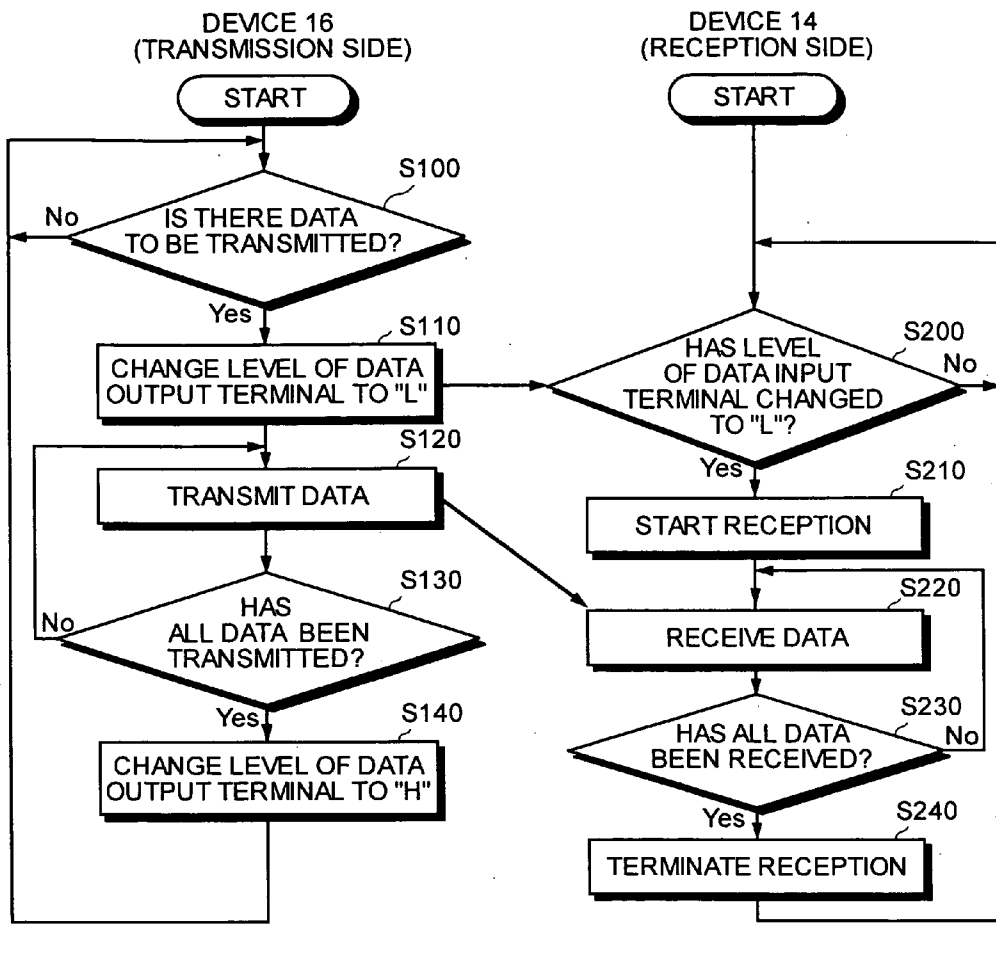 DEVICE 16
(TRANSMISSION SIDE)
START
S100
IS THERE DATA
TO BE TRANSMITTED?
No
Yes
S110
CHANGE LEVEL OF DATA
OUTPUT TERMINAL TO "L"
S120
TRANSMIT DATA
S130
HAS
ALL DATA BEEN
TRANSMITTED?
No
Yes
S140
CHANGE LEVEL OF DATA
OUTPUT TERMINAL TO "H"
DEVICE 14
(RECEPTION SIDE)
START
S200
HAS LEVEL
OF DATA INPUT
TERMINAL CHANGED
TO "L"?
No
Yes
S210
START RECEPTION
S220
RECEIVE DATA
S230
HAS ALL DATA
BEEN RECEIVED?
No
Yes
S240
TERMINATE RECEPTION